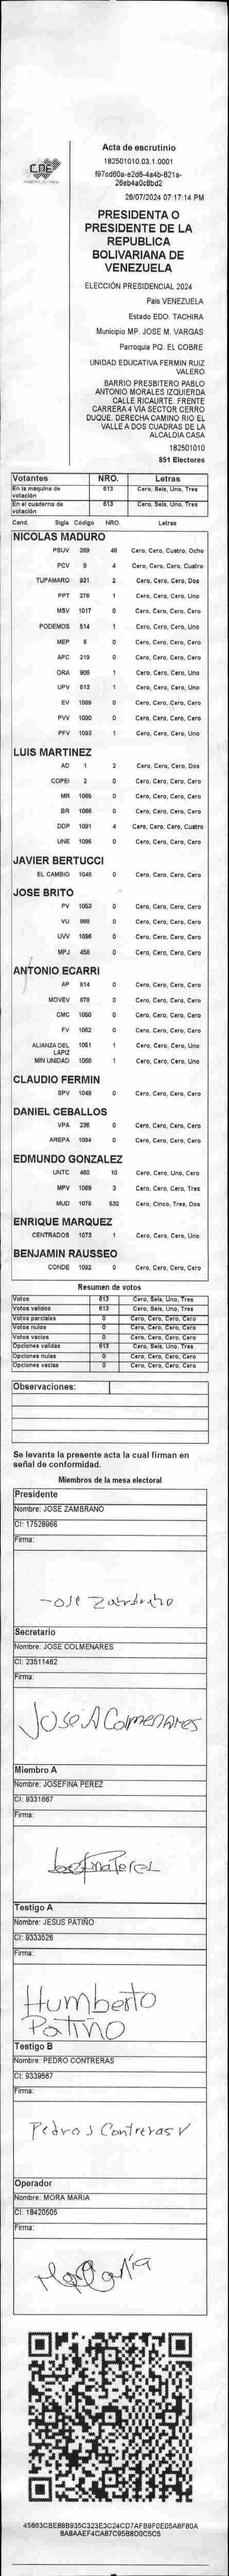 CNE
Acta de escrutinio
182501010.03.1.0001
26eb4a0c8bd2
28/07/2024 07:17:14 PM
PRESIDENTA O
PRESIDENTE DE LA
REPUBLICA
BOLIVARIANA DE
VENEZUELA
ELECCIÓN PRESIDENCIAL 2024
País VENEZUELA
Estado EDO. TACHIRA
Municipio MP. JOSE M. VARGAS
Parroquia PQ. EL COBRE
UNIDAD EDUCATIVA FERMIN RUIZ
VALERO
BARRIO PRESBITERO PABLO
ANTONIO MORALES IZQUIERDA
CALLE RICAURTE. FRENTE
CARRERA 4 VÍA SECTOR CERRO
DUQUE. DERECHA CAMINO RIO EL
VALLE A DOS CUADRAS DE LA
ALCALDIA CASA
182501010
851 Electores
Votantes NRO. Letras
En la máquina de votación 613 Cero, Seis, Uno, Tres
En el cuaderno de votación 613 Cero, Seis, Uno, Tres
Cand. Sigla Código NRO. Letras
NICOLAS MADURO
PSUV 269 48 Cero, Cero, Cuatro, Ocho
PCV 9 4 Cero, Cero, Cero, Cuatro
TUPAMARO 931 2 Cero, Cero, Cero, Dos
PPT 276 1 Cero, Cero, Cero, Uno
MSV 1017 0 Cero, Cero, Cero, Cero
PODEMOS 514 1 Cero, Cero, Cero, Uno
MEP 6 0 Cero, Cero, Cero, Cero
APC 219 0 Cero, Cero, Cero, Cero
ORA 905 1 Cero, Cero, Cero, Uno
UPV 513 1 Cero, Cero, Cero, Uno
EV 1089 0 Cero, Cero, Cero, Cero
PVV 1090 0 Cero, Cero, Cero, Cero
PFV 1093 1 Cero, Cero, Cero, Uno
LUIS MARTINEZ
AD 1 2 Cero, Cero, Cero, Dos
COPEI 2 0 Cero, Cero, Cero, Cero
MR 1065 0 Cero, Cero, Cero, Cero
BR 1066 0 Cero, Cero, Cero, Cero
DDP 1091 4 Cero, Cero, Cero, Cuatro
UNE 1095 0 Cero, Cero, Cero, Cero
JAVIER BERTUCCI
EL CAMBIO 1048 0 Cero, Cero, Cero, Cero
JOSE BRITO
PV 1053 0 Cero, Cero, Cero, Cero
VU 868 0 Cero, Cero, Cero, Cero
UVV 1096 0 Cero, Cero, Cero, Cero
MPJ 458 0 Cero, Cero, Cero, Cero
ANTONIO ECARRI
AP 814 0 Cero, Cero, Cero, Cero
MOVEV 878 0 Cero, Cero, Cero, Cero
CMC 1050 0 Cero, Cero, Cero, Cero
FV 1062 0 Cero, Cero, Cero, Cero
ALIANZA DEL LAPIZ 1051 1 Cero, Cero, Cero, Uno
MIN UNIDAD 1068 1 Cero, Cero, Cero, Uno
CLAUDIO FERMIN
SPV 1049 0 Cero, Cero, Cero, Cero
DANIEL CEBALLOS
VPA 236 0 Cero, Cero, Cero, Cero
AREPA 1094 0 Cero, Cero, Cero, Cero
EDMUNDO GONZALEZ
UNTC 460 10 Cero, Cero, Uno, Cero
MPV 1069 3 Cero, Cero, Cero, Tres
MUD 1076 532 Cero, Cinco, Tres, Dos
ENRIQUE MARQUEZ
CENTRADOS 1073 1 Cero, Cero, Cero, Uno
BENJAMIN RAUSSEO
CONDE 1092 0 Cero, Cero, Cero, Cero
Resumen de votos
Votos 613 Cero, Seis, Uno, Tres
Votos validos 613 Cero, Seis, Uno, Tres
Votos parciales 0 Cero, Cero, Cero, Cero
Votos nulos 0 Cero, Cero, Cero, Cero
Votos vacios 0 Cero, Cero, Cero, Cero
Opciones validas 613 Cero, Seis, Uno, Tres
Opciones nulas 0 Cero, Cero, Cero, Cero
Opciones vacias 0 Cero, Cero, Cero, Cero
Observaciones:
Se levanta la presente acta la cual firman en
señal de conformidad.
Miembros de la mesa electoral
Presidente
Nombre: JOSE ZAMBRANO
CI: 17528966
Firma:
Jose Zambrano
Secretario
Nombre: JOSE COLMENARES
CI: 23511462
Firma:
Jose A Colmenares
Miembro A
Nombre: JOSEFINA PEREZ
CI: 9331667
Firma:
Testigo A
Nombre: JESUS PATIÑO
CI: 9333526
Firma:
Humberto
Patiño
Testigo B
Nombre: PEDRO CONTRERAS
CI: 9339567
Firma:
Pedro J Contreras V
Operador
Nombre: MORA MARIA
CI: 18420505
Firma: